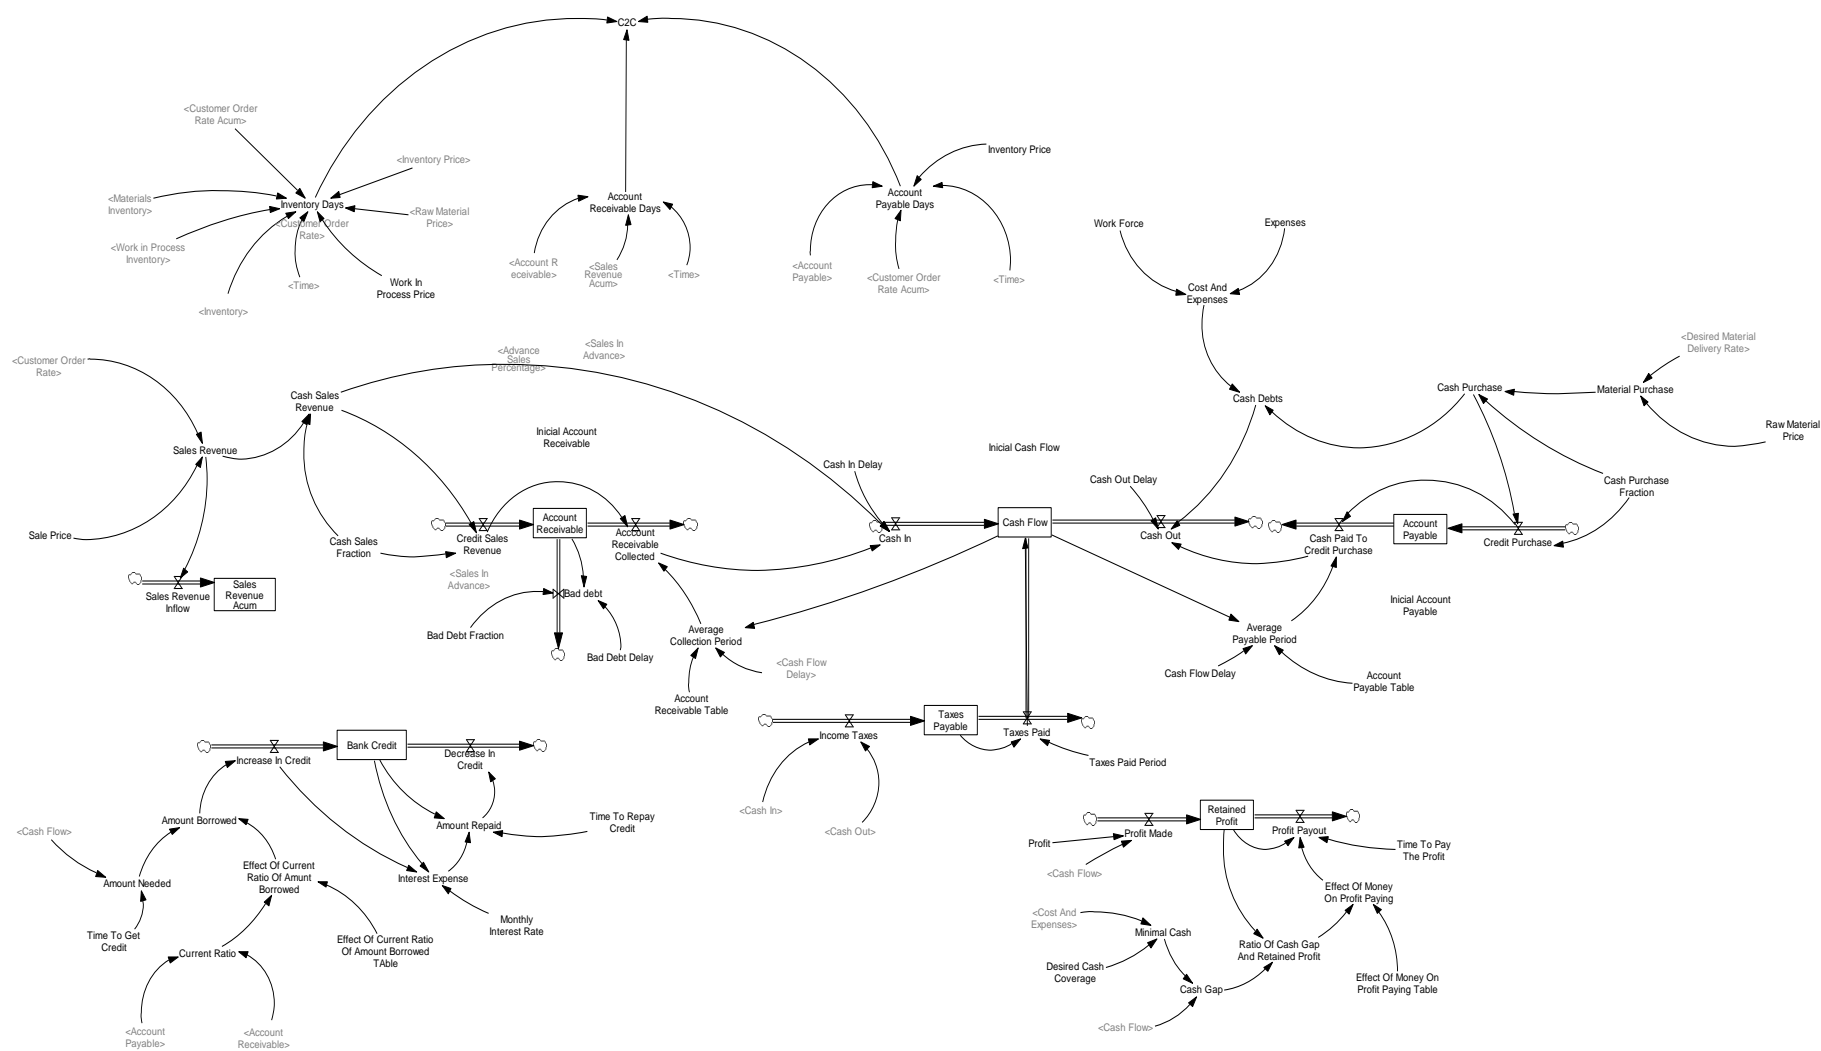 C2C
<Customer Order
Rate Acum>
<Inventory Price>
<Materials
Inventory>
Inventory Days
<Raw Material
Price>
<Customer Order
Rate>
<Work in Process
Inventory>
<Time>
Work In
Process Price
<Inventory>
Account
Receivable Days
<Account R
eceivable>
<Sales
Revenue
Acum>
<Time>
Inventory Price
Account
Payable Days
<Account
Payable>
<Customer Order
Rate Acum>
<Time>
Work Force
Expenses
Cost And
Expenses
<Customer Order
Rate>
Cash Sales
Revenue
<Advance
Sales
Percentage>
<Sales In
Advance>
Cash Debts
Cash Purchase
Material Purchase
<Desired Material
Delivery Rate>
Raw Material
Price
Sales Revenue
Inicial Account
Receivable
Cash In Delay
Inicial Cash Flow
Cash Out Delay
Cash Purchase
Fraction
Sale Price
Cash Sales
Fraction
Credit Sales
Revenue
Account
Receivable
Account
Receivable
Collected
Cash In
Cash Flow
Cash Out
Cash Paid To
Credit Purchase
Account
Payable
Credit Purchase
Sales Revenue
Inflow
Sales
Revenue
Acum
<Sales In
Advance>
Bad debt
Bad Debt Fraction
Bad Debt Delay
Average
Collection Period
<Cash Flow
Delay>
Account
Receivable Table
Inicial Account
Payable
Average
Payable Period
Cash Flow Delay
Account
Payable Table
Taxes
Payable
Income Taxes
Taxes Paid
Taxes Paid Period
<Cash In>
<Cash Out>
Bank Credit
Increase In Credit
Decrease In
Credit
Amount Borrowed
Amount Repaid
Time To Repay
Credit
<Cash Flow>
Amount Needed
Effect Of Current
Ratio Of Amunt
Borrowed
Interest Expense
Monthly
Interest Rate
Time To Get
Credit
Current Ratio
Effect Of Current Ratio
Of Amount Borrowed
TAble
<Account
Payable>
<Account
Receivable>
Retained
Profit
Profit Made
Profit Payout
Profit
Time To Pay
The Profit
<Cash Flow>
Effect Of Money
On Profit Paying
<Cost And
Expenses>
Minimal Cash
Ratio Of Cash Gap
And Retained Profit
Desired Cash
Coverage
Cash Gap
Effect Of Money On
Profit Paying Table
<Cash Flow>